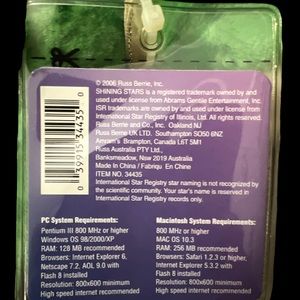 © 2006 Russ Berrie, Inc.
SHINING STARS is a registered trademark owned by and
used under license from Abrams Gentile Entertainment, Inc.
ISR trademarks are owned by and used under license from
International Star Registry of Illinois, Ltd. All rights reserved.
Russ Berrie and Co., Inc. Oakland NJ
Russ Berrie UK LTD. Southampton SO50 6NZ
Amram's Brampton, Canada L6T 5M1
Russ Australia PTY Ltd.,
Banksmeadow, Nsw 2019 Australia
Made in China / Fabriqu En Chine
ITEM NO. 34435
International Star Registry star naming is not recognized by
the scientific community. Your star's name is reserved in
International Star Registry records only.
0 39915 34435 0
PC System Requirements:
Pentium III 800 MHz or higher
Windows OS 98/2000/XP
RAM: 128 MB recommended
Browsers: Internet Explorer 6,
Netscape 7.2, AOL 9.0 with
Flash 8 installed
Resolution: 800x600 minimum
High speed internet recommended
Macintosh System Requirements:
800 MHz or higher
MAC OS 10.3
RAM: 256 MB recommended
Browsers: Safari 1.2.3 or higher,
Internet Explorer 5.3.2 with
Flash 8 installed
Resolution: 800x600 minimum
High speed internet recommended